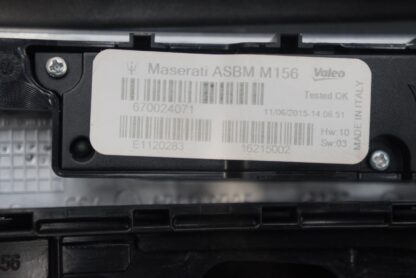 Maserati ASBM M156 Valeo
Tested OK
670024071
11/06/2015-14:06:51
Hw:10
E1120283 16215002
Sw:03
MADE IN ITALY
56